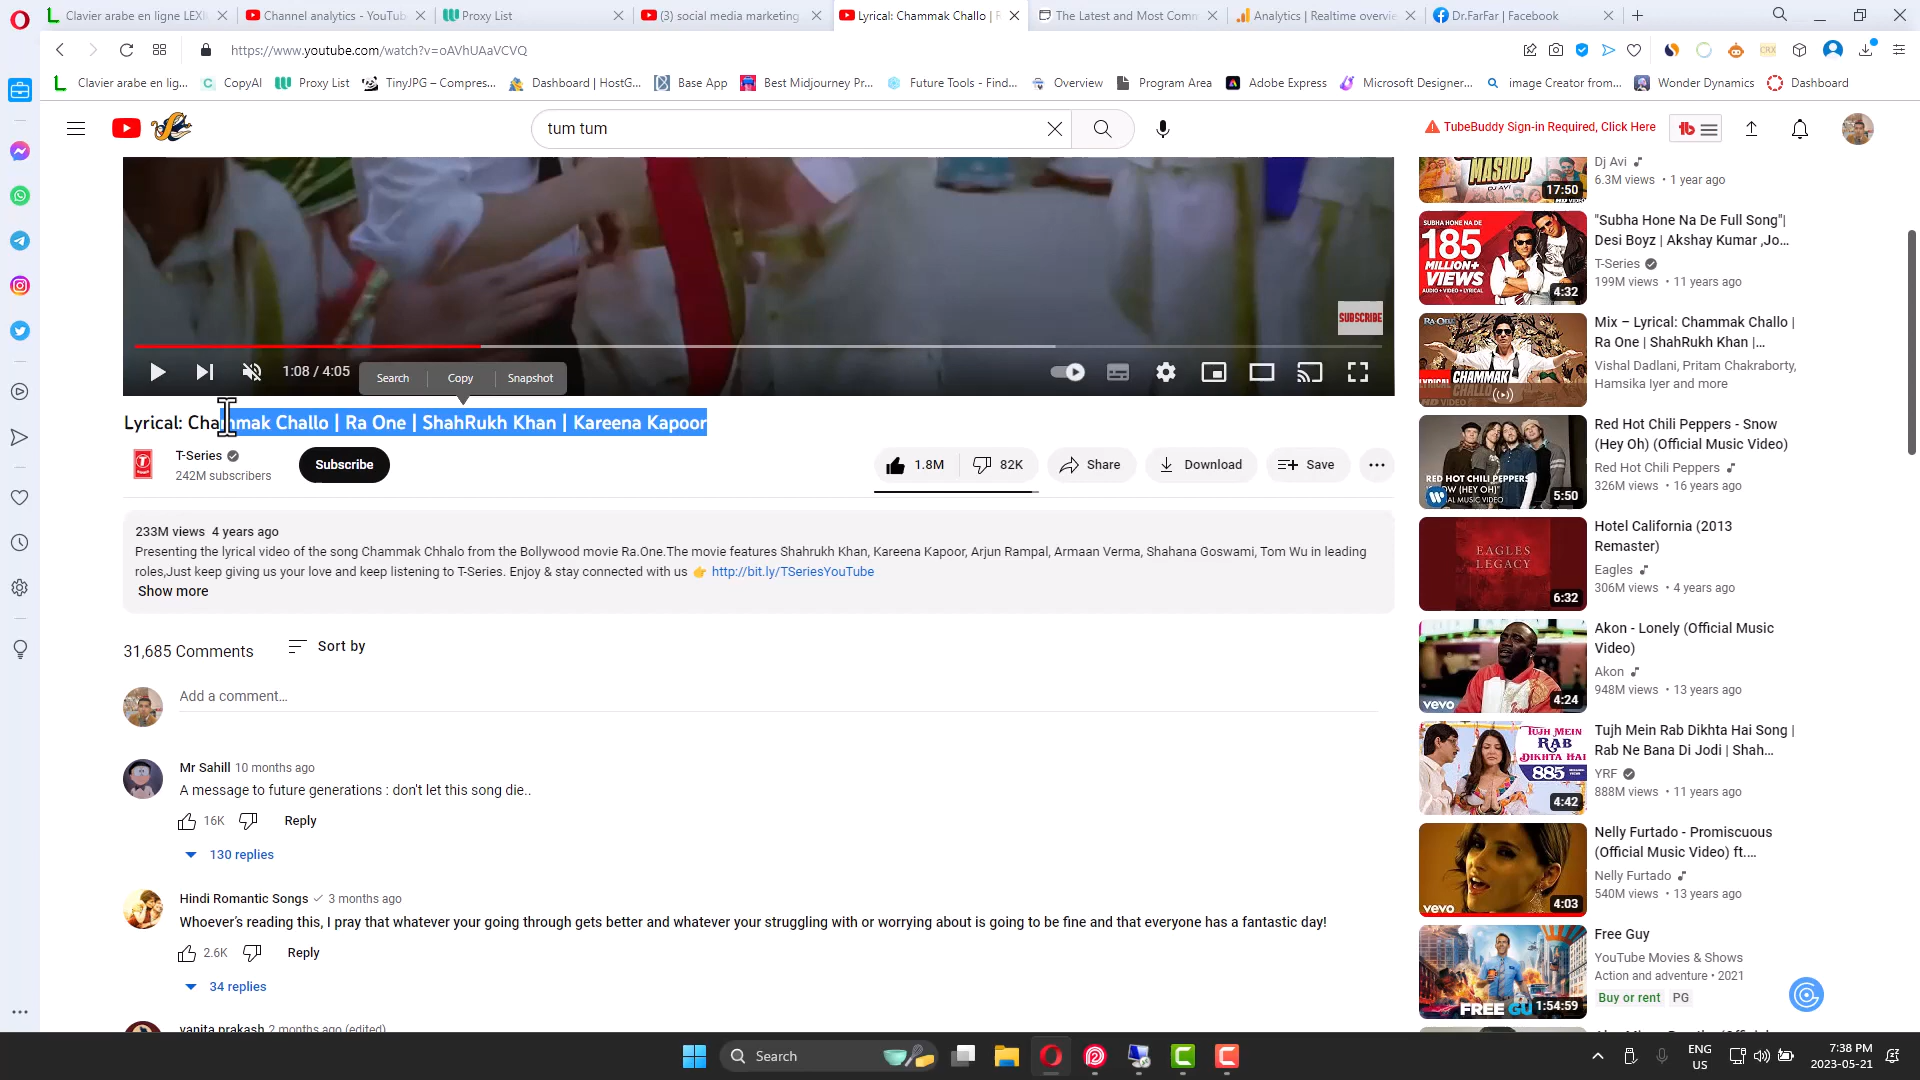 Clavier arabe en ligne LEXI
Channel analytics - YouTub
Proxy List
(3) social media marketing
Lyrical: Chammak Challo | R
The Latest and Most Com
Analytics | Realtime overvi
Dr.FarFar | Facebook
https://www.youtube.com/watch?v=oAVhUAaVCVQ
CRX
Clavier arabe en lig...
CopyAI
Proxy List
TinyJPG – Compres...
Dashboard | HostG...
Base App
Best Midjourney Pr...
Future Tools - Find...
Overview
Program Area
Adobe Express
Microsoft Designer...
image Creator from...
Wonder Dynamics
Dashboard
tum tum
TubeBuddy Sign-in Required, Click Here
tb
SUBSCRIBE
1:08 / 4:05
Search
Copy
Snapshot
Lyrical: Chammak Challo | Ra One | ShahRukh Khan | Kareena Kapoor
T-Series
242M subscribers
Subscribe
1.8M
82K
Share
Download
Save
233M views 4 years ago
Presenting the lyrical video of the song Chammak Chhalo from the Bollywood movie Ra.One.The movie features Shahrukh Khan, Kareena Kapoor, Arjun Rampal, Armaan Verma, Shahana Goswami, Tom Wu in leading
roles,Just keep giving us your love and keep listening to T-Series. Enjoy & stay connected with us 👉 http://bit.ly/TSeriesYouTube
Show more
31,685 Comments
Sort by
Add a comment...
Mr Sahill 10 months ago
A message to future generations : don't let this song die..
16K
Reply
130 replies
Hindi Romantic Songs 3 months ago
Whoever's reading this, I pray that whatever your going through gets better and whatever your struggling with or worrying about is going to be fine and that everyone has a fantastic day!
2.6K
Reply
34 replies
vanita prakash 2 months ago (edited)
MASHUP
DJ AVI
17:50
Dj Avi
6.3M views • 1 year ago
SUBHA HONE NA DE
185
MILLION+
VIEWS
AUDIO • VIDEO • LYRICAL
4:32
"Subha Hone Na De Full Song"|
Desi Boyz | Akshay Kumar ,Jo...
T-Series
199M views • 11 years ago
RA.ONE
LYRICAL
CHAMMAK
CHALLO
Mix – Lyrical: Chammak Challo |
Ra One | ShahRukh Khan |...
Vishal Dadlani, Pritam Chakraborty,
Hamsika Iyer and more
RED HOT CHILI PEPPERS
SNOW (HEY OH)
5:50
Red Hot Chili Peppers - Snow
(Hey Oh) (Official Music Video)
Red Hot Chili Peppers
326M views • 16 years ago
EAGLES
LEGACY
6:32
Hotel California (2013
Remaster)
Eagles
306M views • 4 years ago
vevo
4:24
Akon - Lonely (Official Music
Video)
Akon
948M views • 13 years ago
TUJH MEIN
RAB
DIKHTA HAI
885
4:42
Tujh Mein Rab Dikhta Hai Song |
Rab Ne Bana Di Jodi | Shah...
YRF
888M views • 11 years ago
vevo
4:03
Nelly Furtado - Promiscuous
(Official Music Video) ft....
Nelly Furtado
540M views • 13 years ago
FREE GU
1:54:59
Free Guy
YouTube Movies & Shows
Action and adventure • 2021
Buy or rent
PG
Search
ENG
US
7:38 PM
2023-05-21